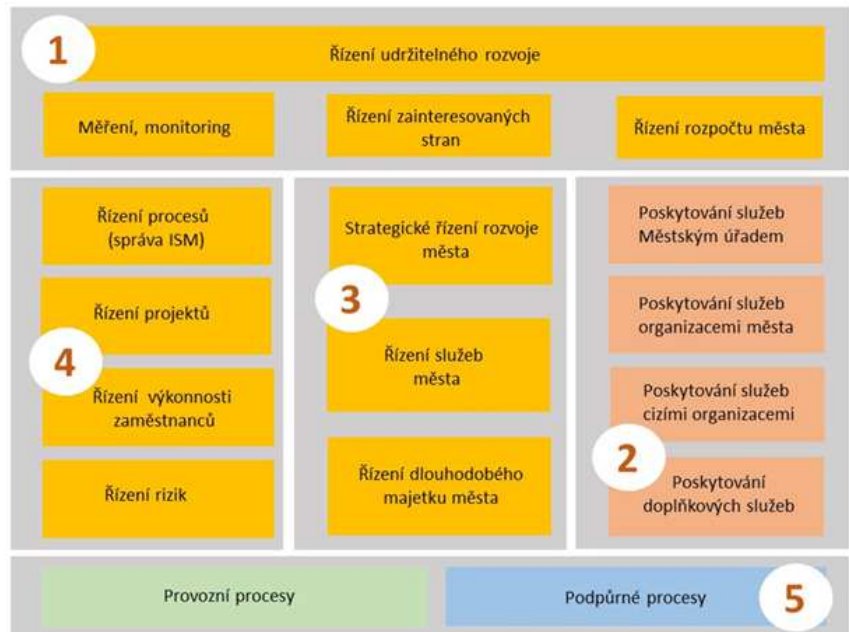 1
Řízení udržitelného rozvoje
Měření, monitoring
Řízení zainteresovaných
stran
Řízení rozpočtu města
Řízení procesů
(správa ISM)
Řízení projektů
4
Řízení výkonnosti
zaměstnanců
Řízení rizik
Strategické řízení rozvoje
města
3
Řízení služeb
města
Řízení dlouhodobého
majetku města
Poskytování služeb
Městským úřadem
Poskytování služeb
organizacemi města
Poskytování služeb
cizími organizacemi
2
Poskytování
doplňkových služeb
Provozní procesy
Podpůrné procesy
5